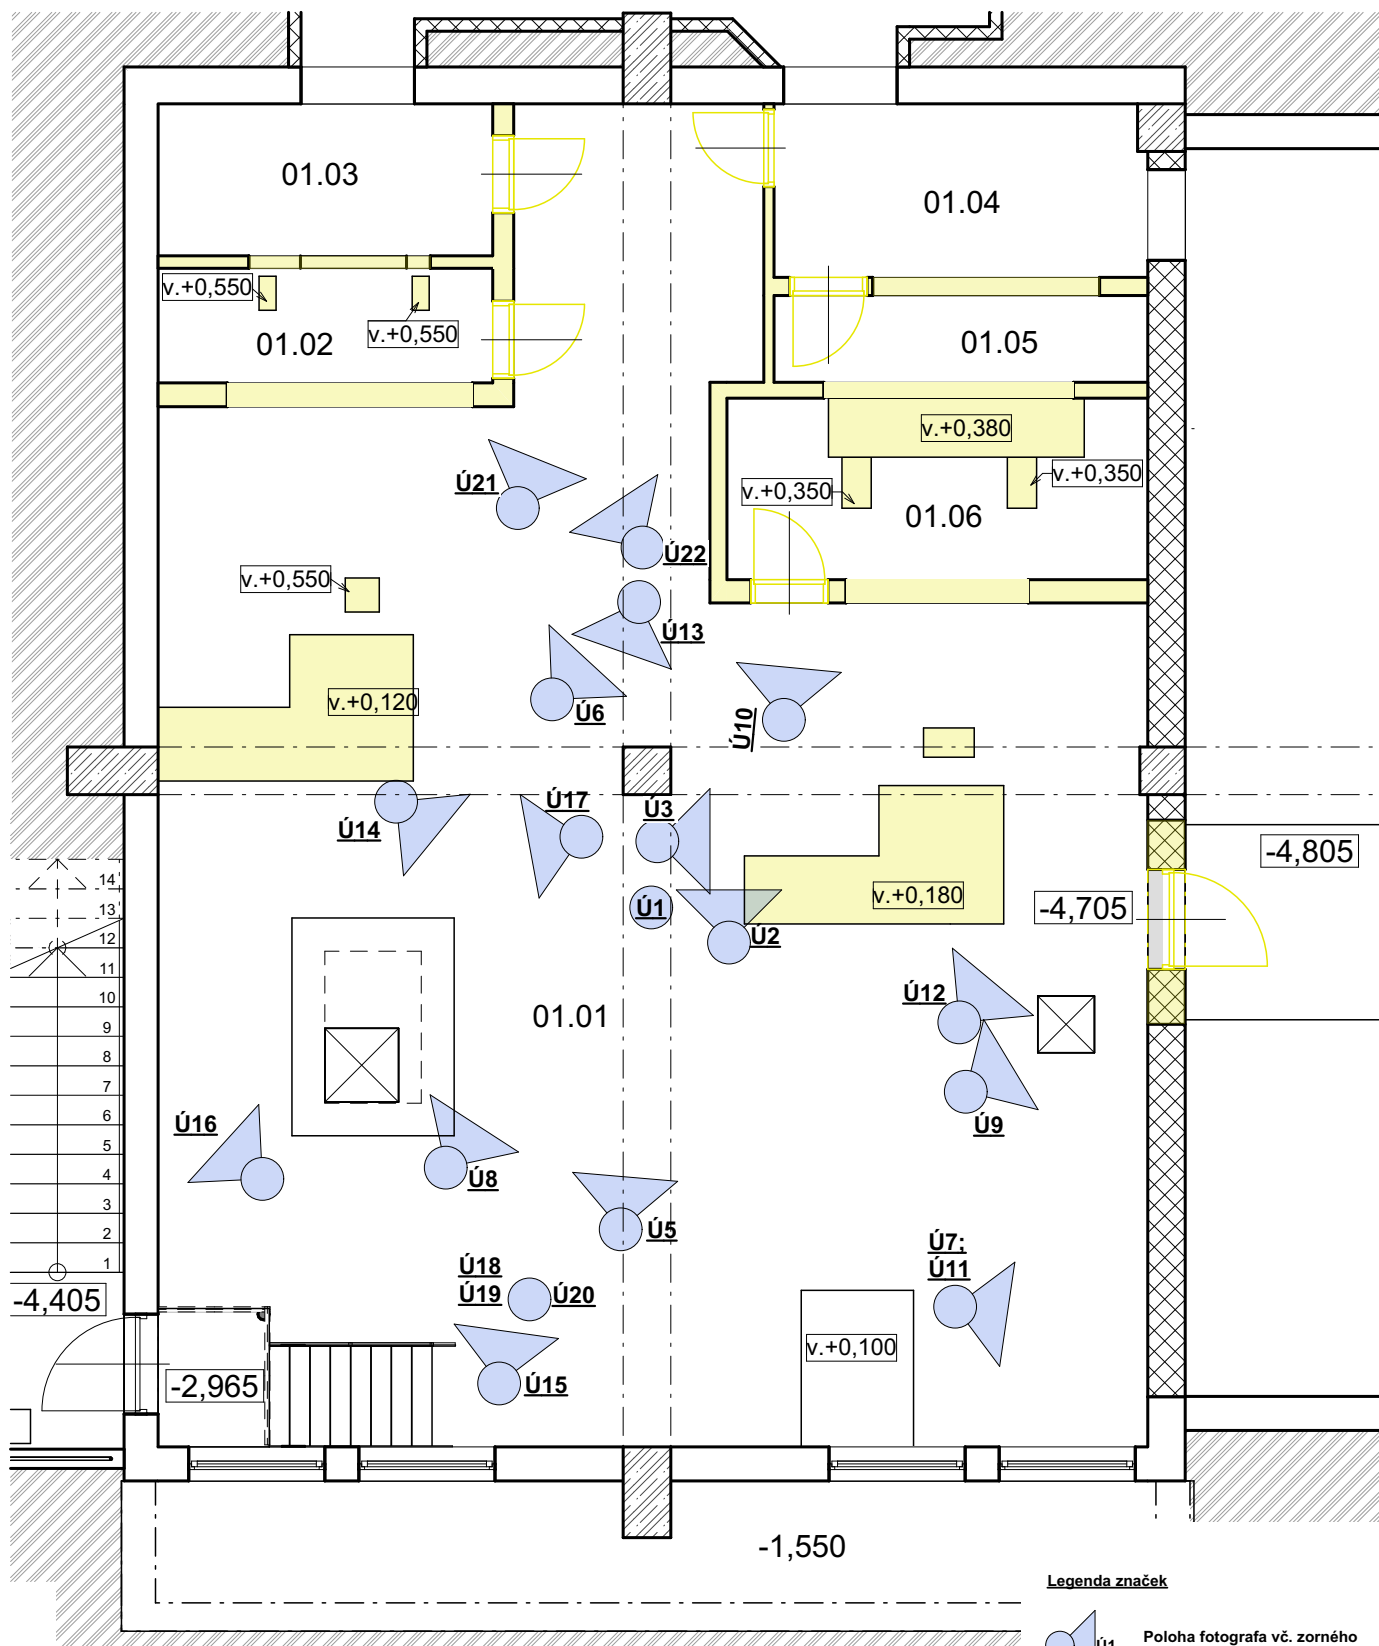 01.03
01.04
v.+0,550
v.+0,550
01.02
01.05
v.+0,380
v.+0,350
v.+0,350
01.06
Ú21
Ú22
v.+0,550
Ú13
v.+0,120
Ú6
Ú10
Ú14
Ú17
Ú3
-4,805
v.+0,180
-4,705
Ú1
Ú2
14
13
12
11
10
9
8
7
6
5
4
3
2
1
01.01
Ú12
Ú9
Ú16
Ú8
Ú5
Ú7;
Ú11
Ú18
Ú19
Ú20
-4,405
v.+0,100
-2,965
Ú15
-1,550
Legenda značek
Ú1
Poloha fotografa vč. zorného